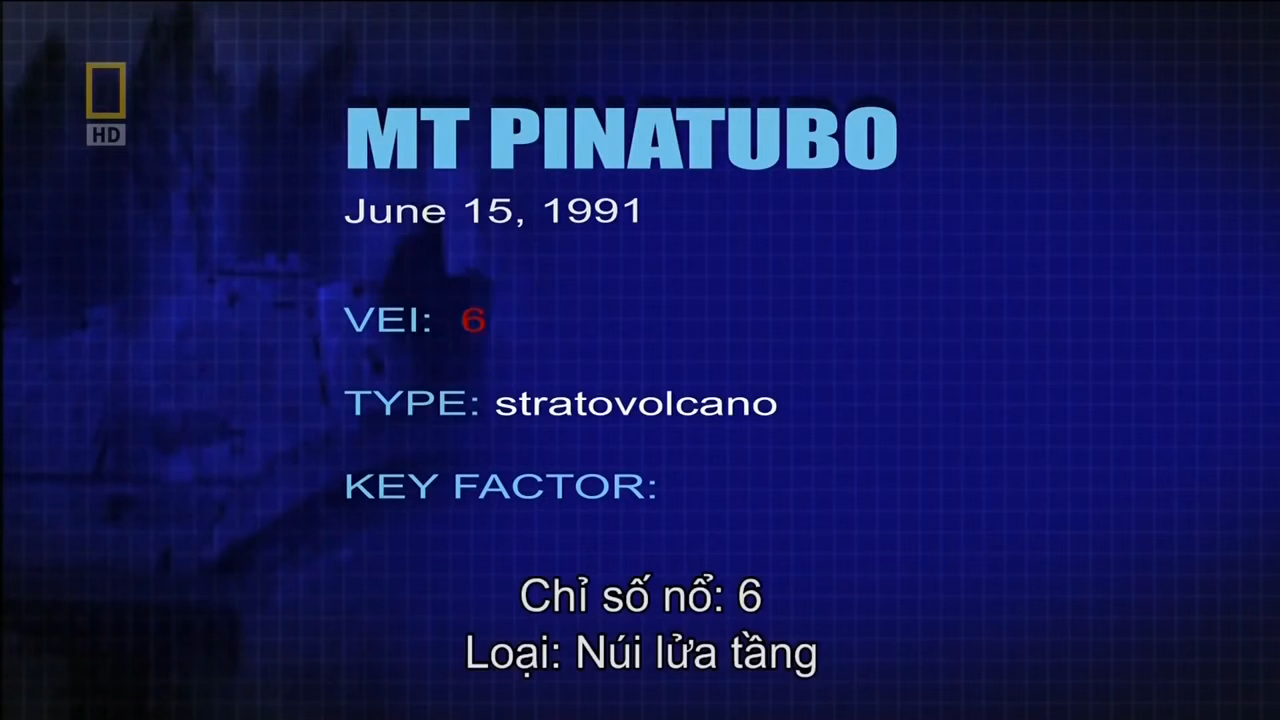 HD
MT PINATUBO
June 15, 1991
VEI: 6
TYPE: stratovolcano
KEY FACTOR:
Chỉ số nổ: 6
Loại: Núi lửa tầng